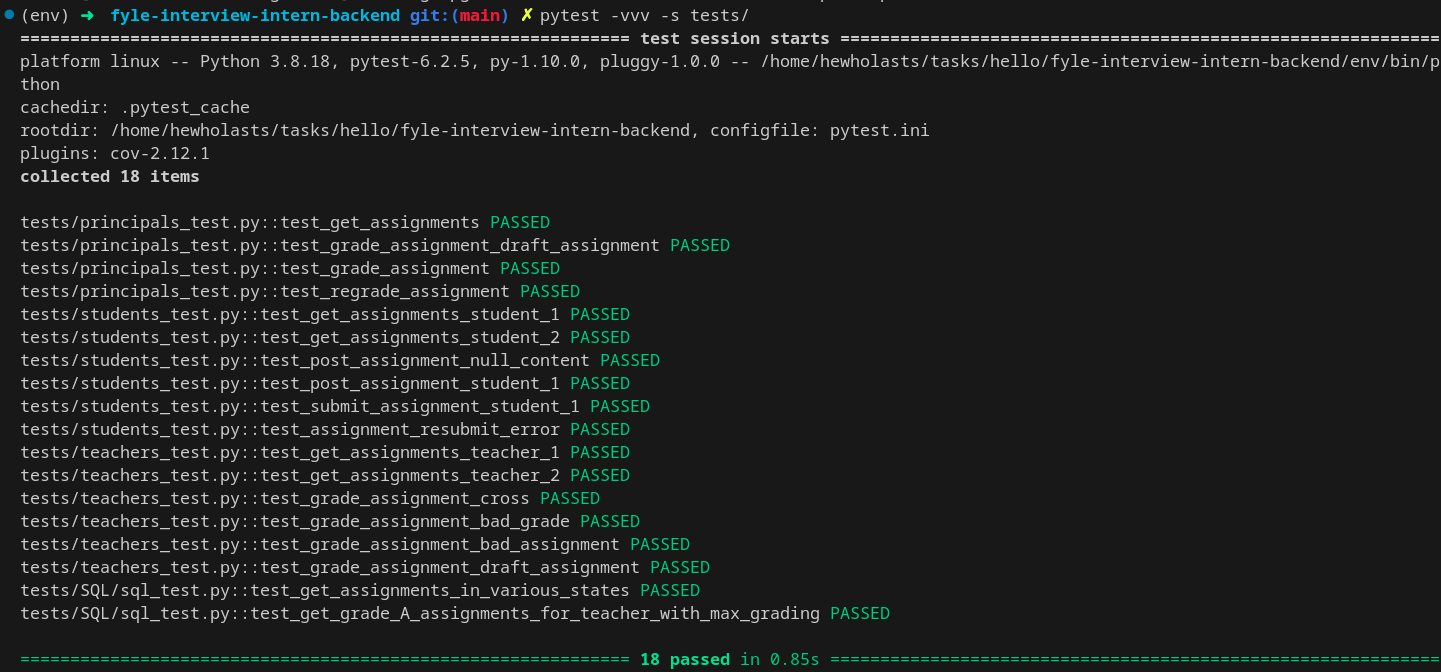 (env) ➜ fyle-interview-intern-backend git:(main) ✗ pytest -vvv -s tests/
============================================================= test session starts ============================================================
platform linux -- Python 3.8.18, pytest-6.2.5, py-1.10.0, pluggy-1.0.0 -- /home/hewholasts/tasks/hello/fyle-interview-intern-backend/env/bin/py
thon
cachedir: .pytest_cache
rootdir: /home/hewholasts/tasks/hello/fyle-interview-intern-backend, configfile: pytest.ini
plugins: cov-2.12.1
collected 18 items
tests/principals_test.py::test_get_assignments PASSED
tests/principals_test.py::test_grade_assignment_draft_assignment PASSED
tests/principals_test.py::test_grade_assignment PASSED
tests/principals_test.py::test_regrade_assignment PASSED
tests/students_test.py::test_get_assignments_student_1 PASSED
tests/students_test.py::test_get_assignments_student_2 PASSED
tests/students_test.py::test_post_assignment_null_content PASSED
tests/students_test.py::test_post_assignment_student_1 PASSED
tests/students_test.py::test_submit_assignment_student_1 PASSED
tests/students_test.py::test_assignment_resubmit_error PASSED
tests/teachers_test.py::test_get_assignments_teacher_1 PASSED
tests/teachers_test.py::test_get_assignments_teacher_2 PASSED
tests/teachers_test.py::test_grade_assignment_cross PASSED
tests/teachers_test.py::test_grade_assignment_bad_grade PASSED
tests/teachers_test.py::test_grade_assignment_bad_assignment PASSED
tests/teachers_test.py::test_grade_assignment_draft_assignment PASSED
tests/SQL/sql_test.py::test_get_assignments_in_various_states PASSED
tests/SQL/sql_test.py::test_get_grade_A_assignments_for_teacher_with_max_grading PASSED
============================================================= 18 passed in 0.85s =============================================================